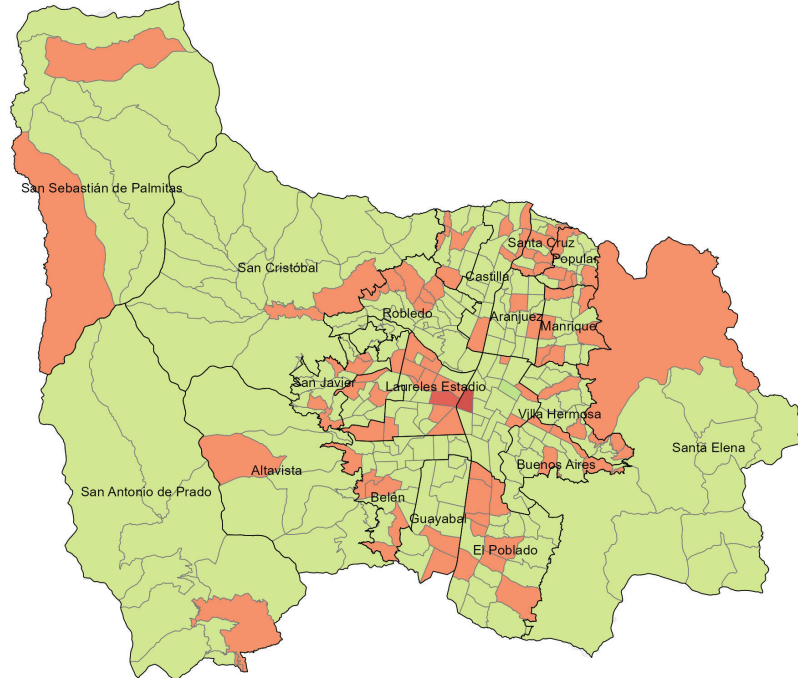 San Sebastián de Palmitas
Santa Cruz
Popular
San Cristóbal
Castilla
Robledo
Aranjuez
Manrique
San Javier
Laureles Estadio
Villa Hermosa
Santa Elena
Buenos Aires
Altavista
San Antonio de Prado
Belén
Guayabal
El Poblado